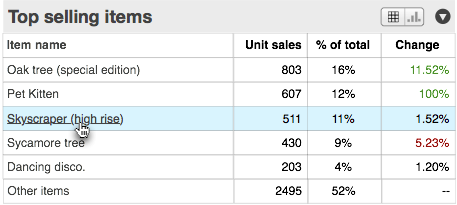 Top selling items
Item name Unit sales % of total Change
Oak tree (special edition) 803 16% 11.52%
Pet Kitten 607 12% 100%
Skyscraper (high rise) 511 11% 1.52%
Sycamore tree 430 9% 5.23%
Dancing disco. 203 4% 1.20%
Other items 2495 52% --